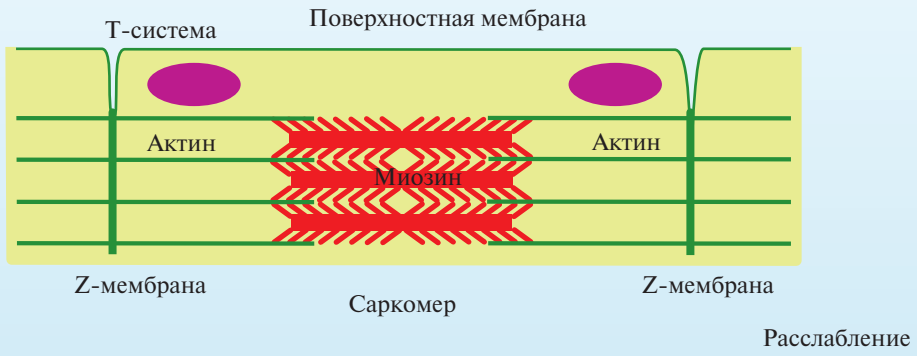 Поверхностная мембрана
Т-система
Актин
Актин
Миозин
Z-мембрана
Z-мембрана
Саркомер
Расслабление